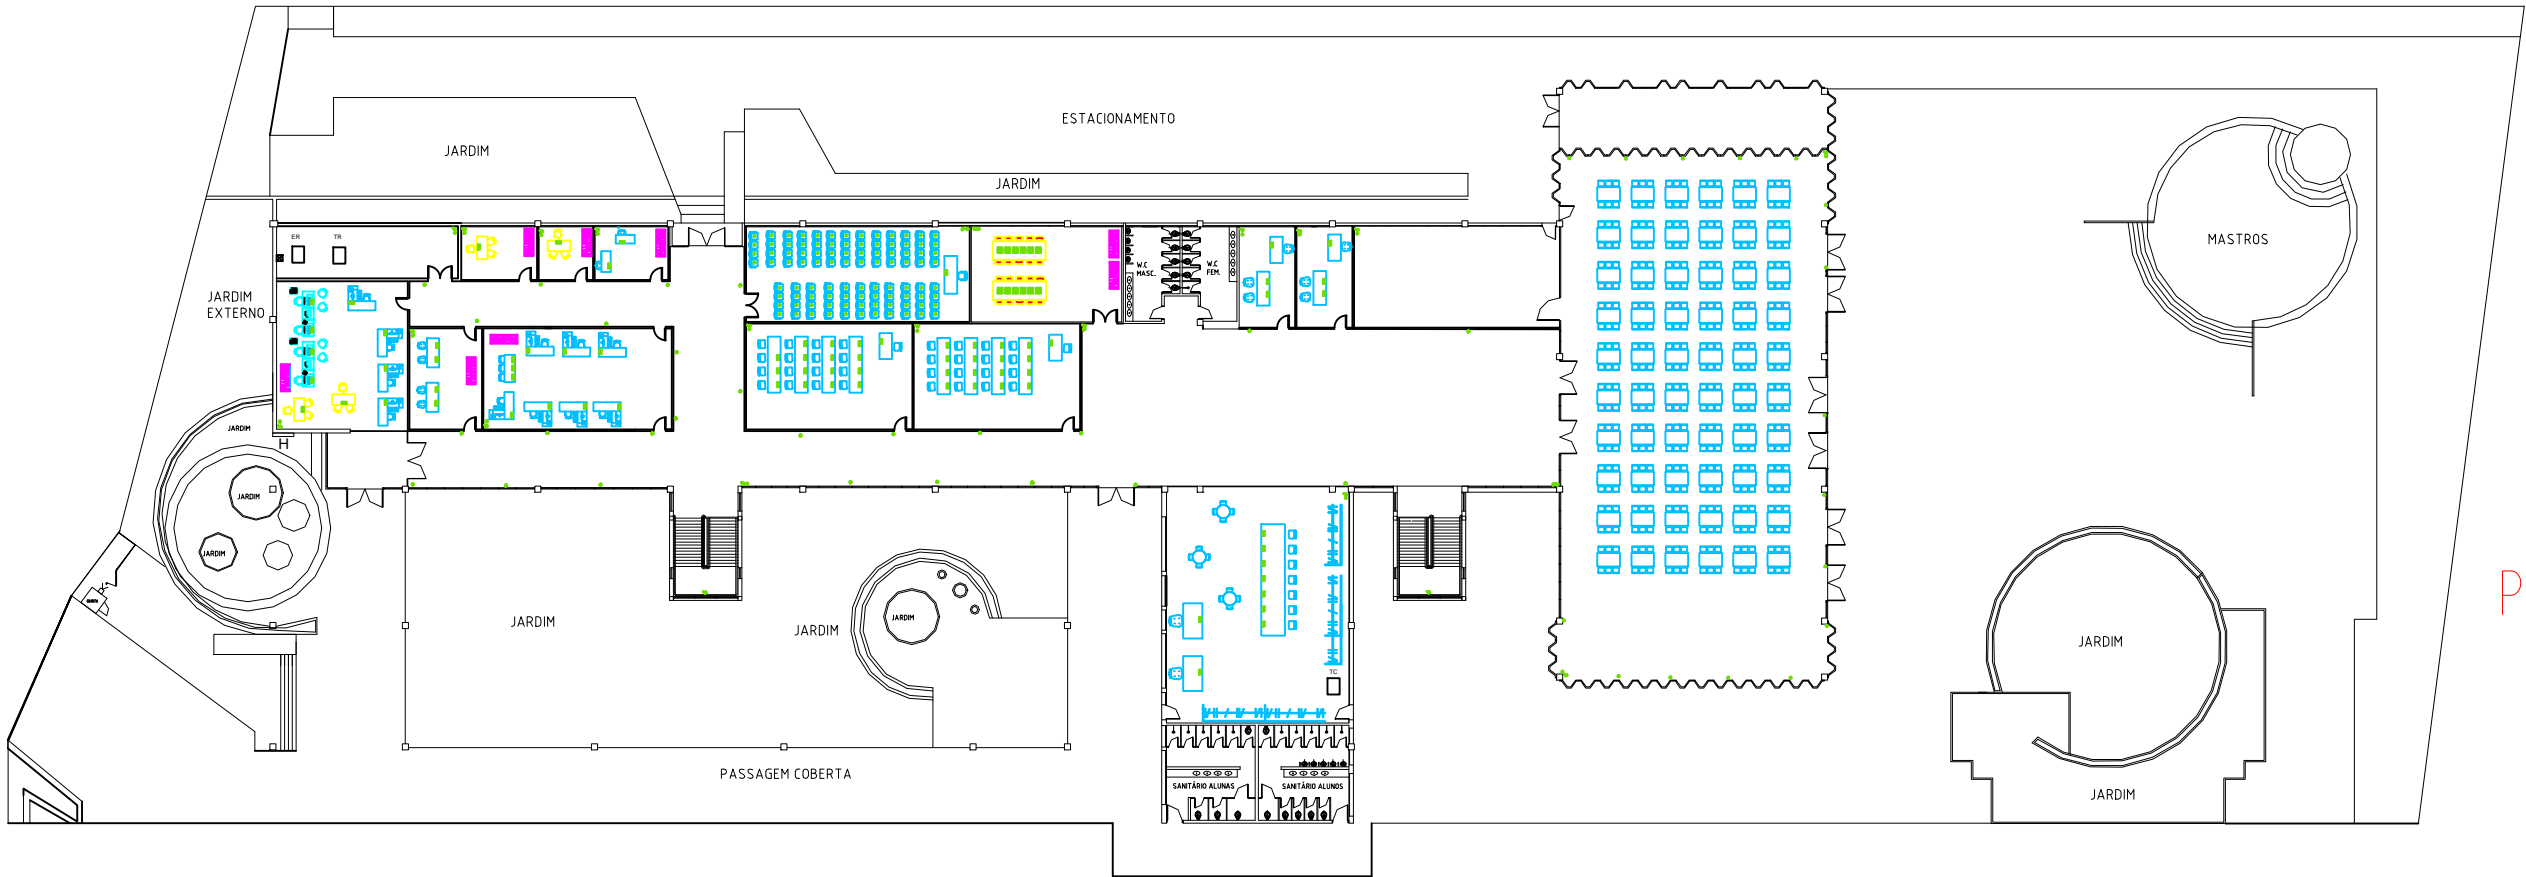 ESTACIONAMENTO
JARDIM
JARDIM
ER
TR
W.C
MASC.
W.C
FEM.
MASTROS
JARDIM
EXTERNO
JARDIM
H
JARDIM
JARDIM
JARDIM
JARDIM
JARDIM
P
JARDIM
TC
PASSAGEM COBERTA
SANITÁRIO ALUNAS
SANITÁRIO ALUNOS
JARDIM